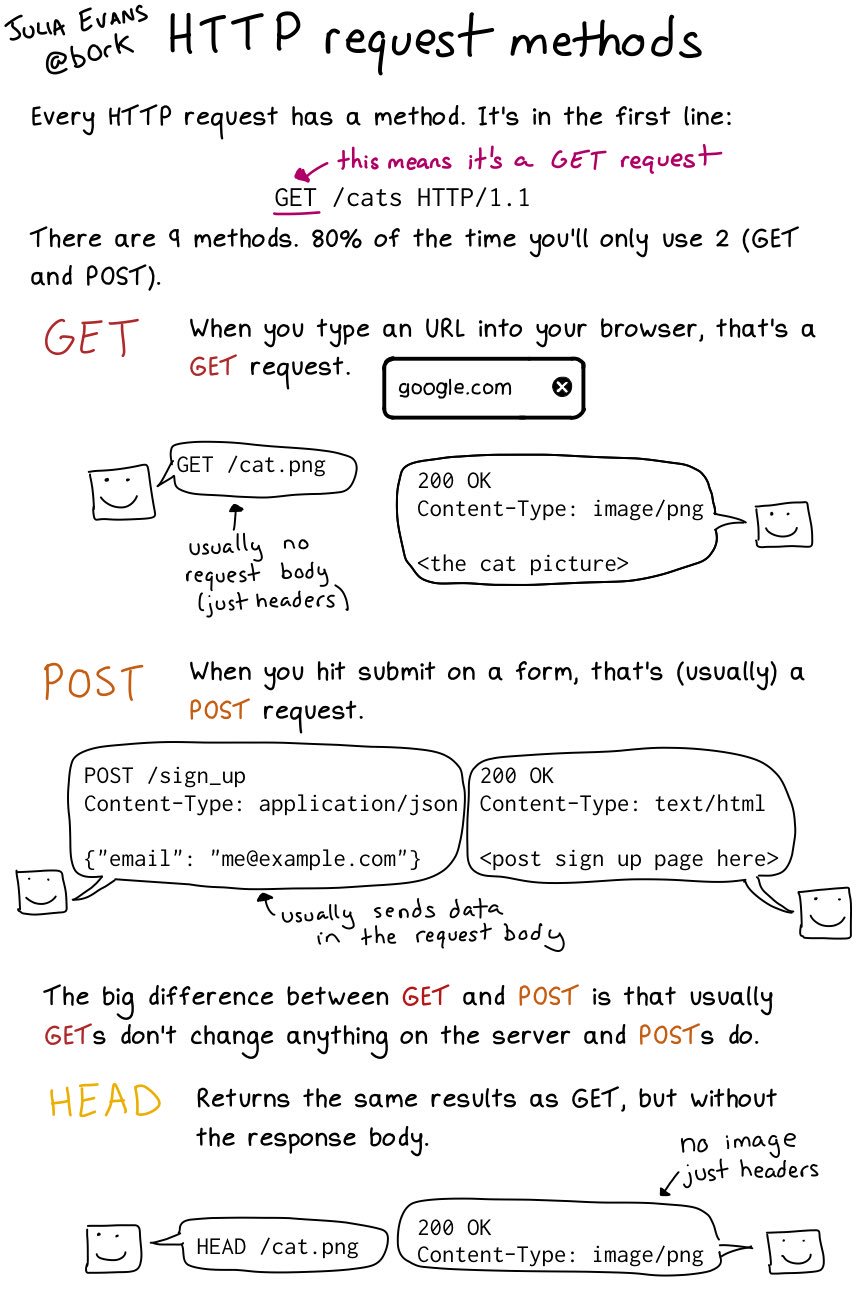 JULIA EVANS
@b0rk
HTTP request methods
Every HTTP request has a method. It's in the first line:
this means it's a GET request
GET /cats HTTP/1.1
There are 9 methods. 80% of the time you'll only use 2 (GET
and POST).
GET
When you type an URL into your browser, that's a
GET request.
google.com
GET /cat.png
usually no
request body
(just headers)
200 OK
Content-Type: image/png
<the cat picture>
POST
When you hit submit on a form, that's (usually) a
POST request.
POST /sign_up
Content-Type: application/json
{"email": "me@example.com"}
usually sends data
in the request body
200 OK
Content-Type: text/html
<post sign up page here>
The big difference between GET and POST is that usually
GETs don't change anything on the server and POSTs do.
HEAD
Returns the same results as GET, but without
the response body.
no image
just headers
HEAD /cat.png
200 OK
Content-Type: image/png